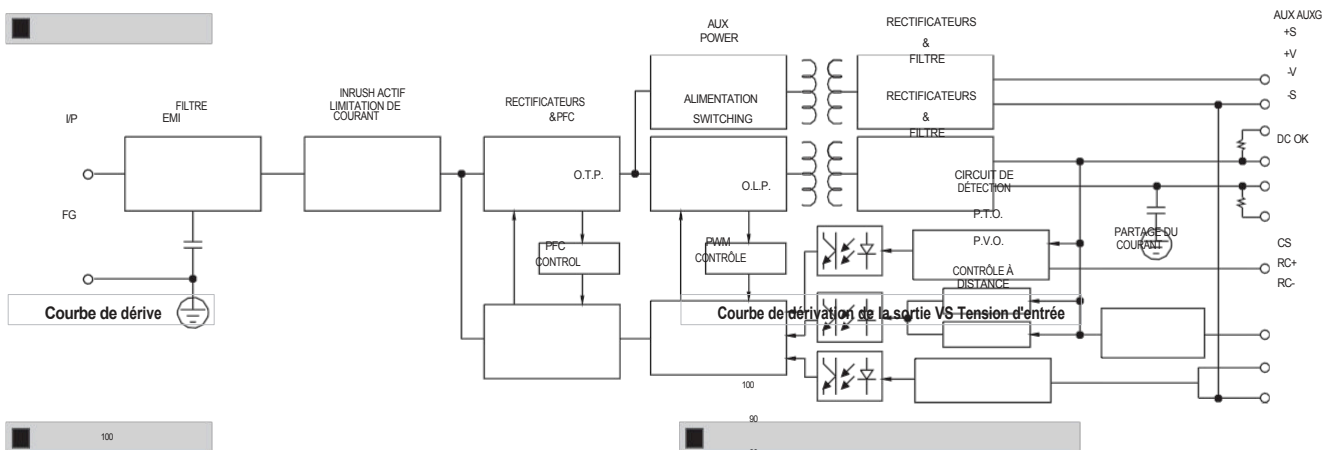 AUX
POWER
RECTIFICATEURS
&
FILTRE
AUX AUXG
+S
+V
-V
-S
I/P
FILTRE
EMI
INRUSH ACTIF
LIMITATION DE
COURANT
RECTIFICATEURS
&PFC
ALIMENTATION
SWITCHING
RECTIFICATEURS
&
FILTRE
DC OK
O.T.P.
O.L.P.
CIRCUIT DE
DÉTECTION
FG
P.T.O.
P.V.O.
PARTAGE DU
COURANT
PFC
CONTROL
PWM
CONTRÔLE
CONTRÔLE À
DISTANCE
CS
RC+
RC-
Courbe de dérive
Courbe de dérivation de la sortie VS Tension d'entrée
100
90
100